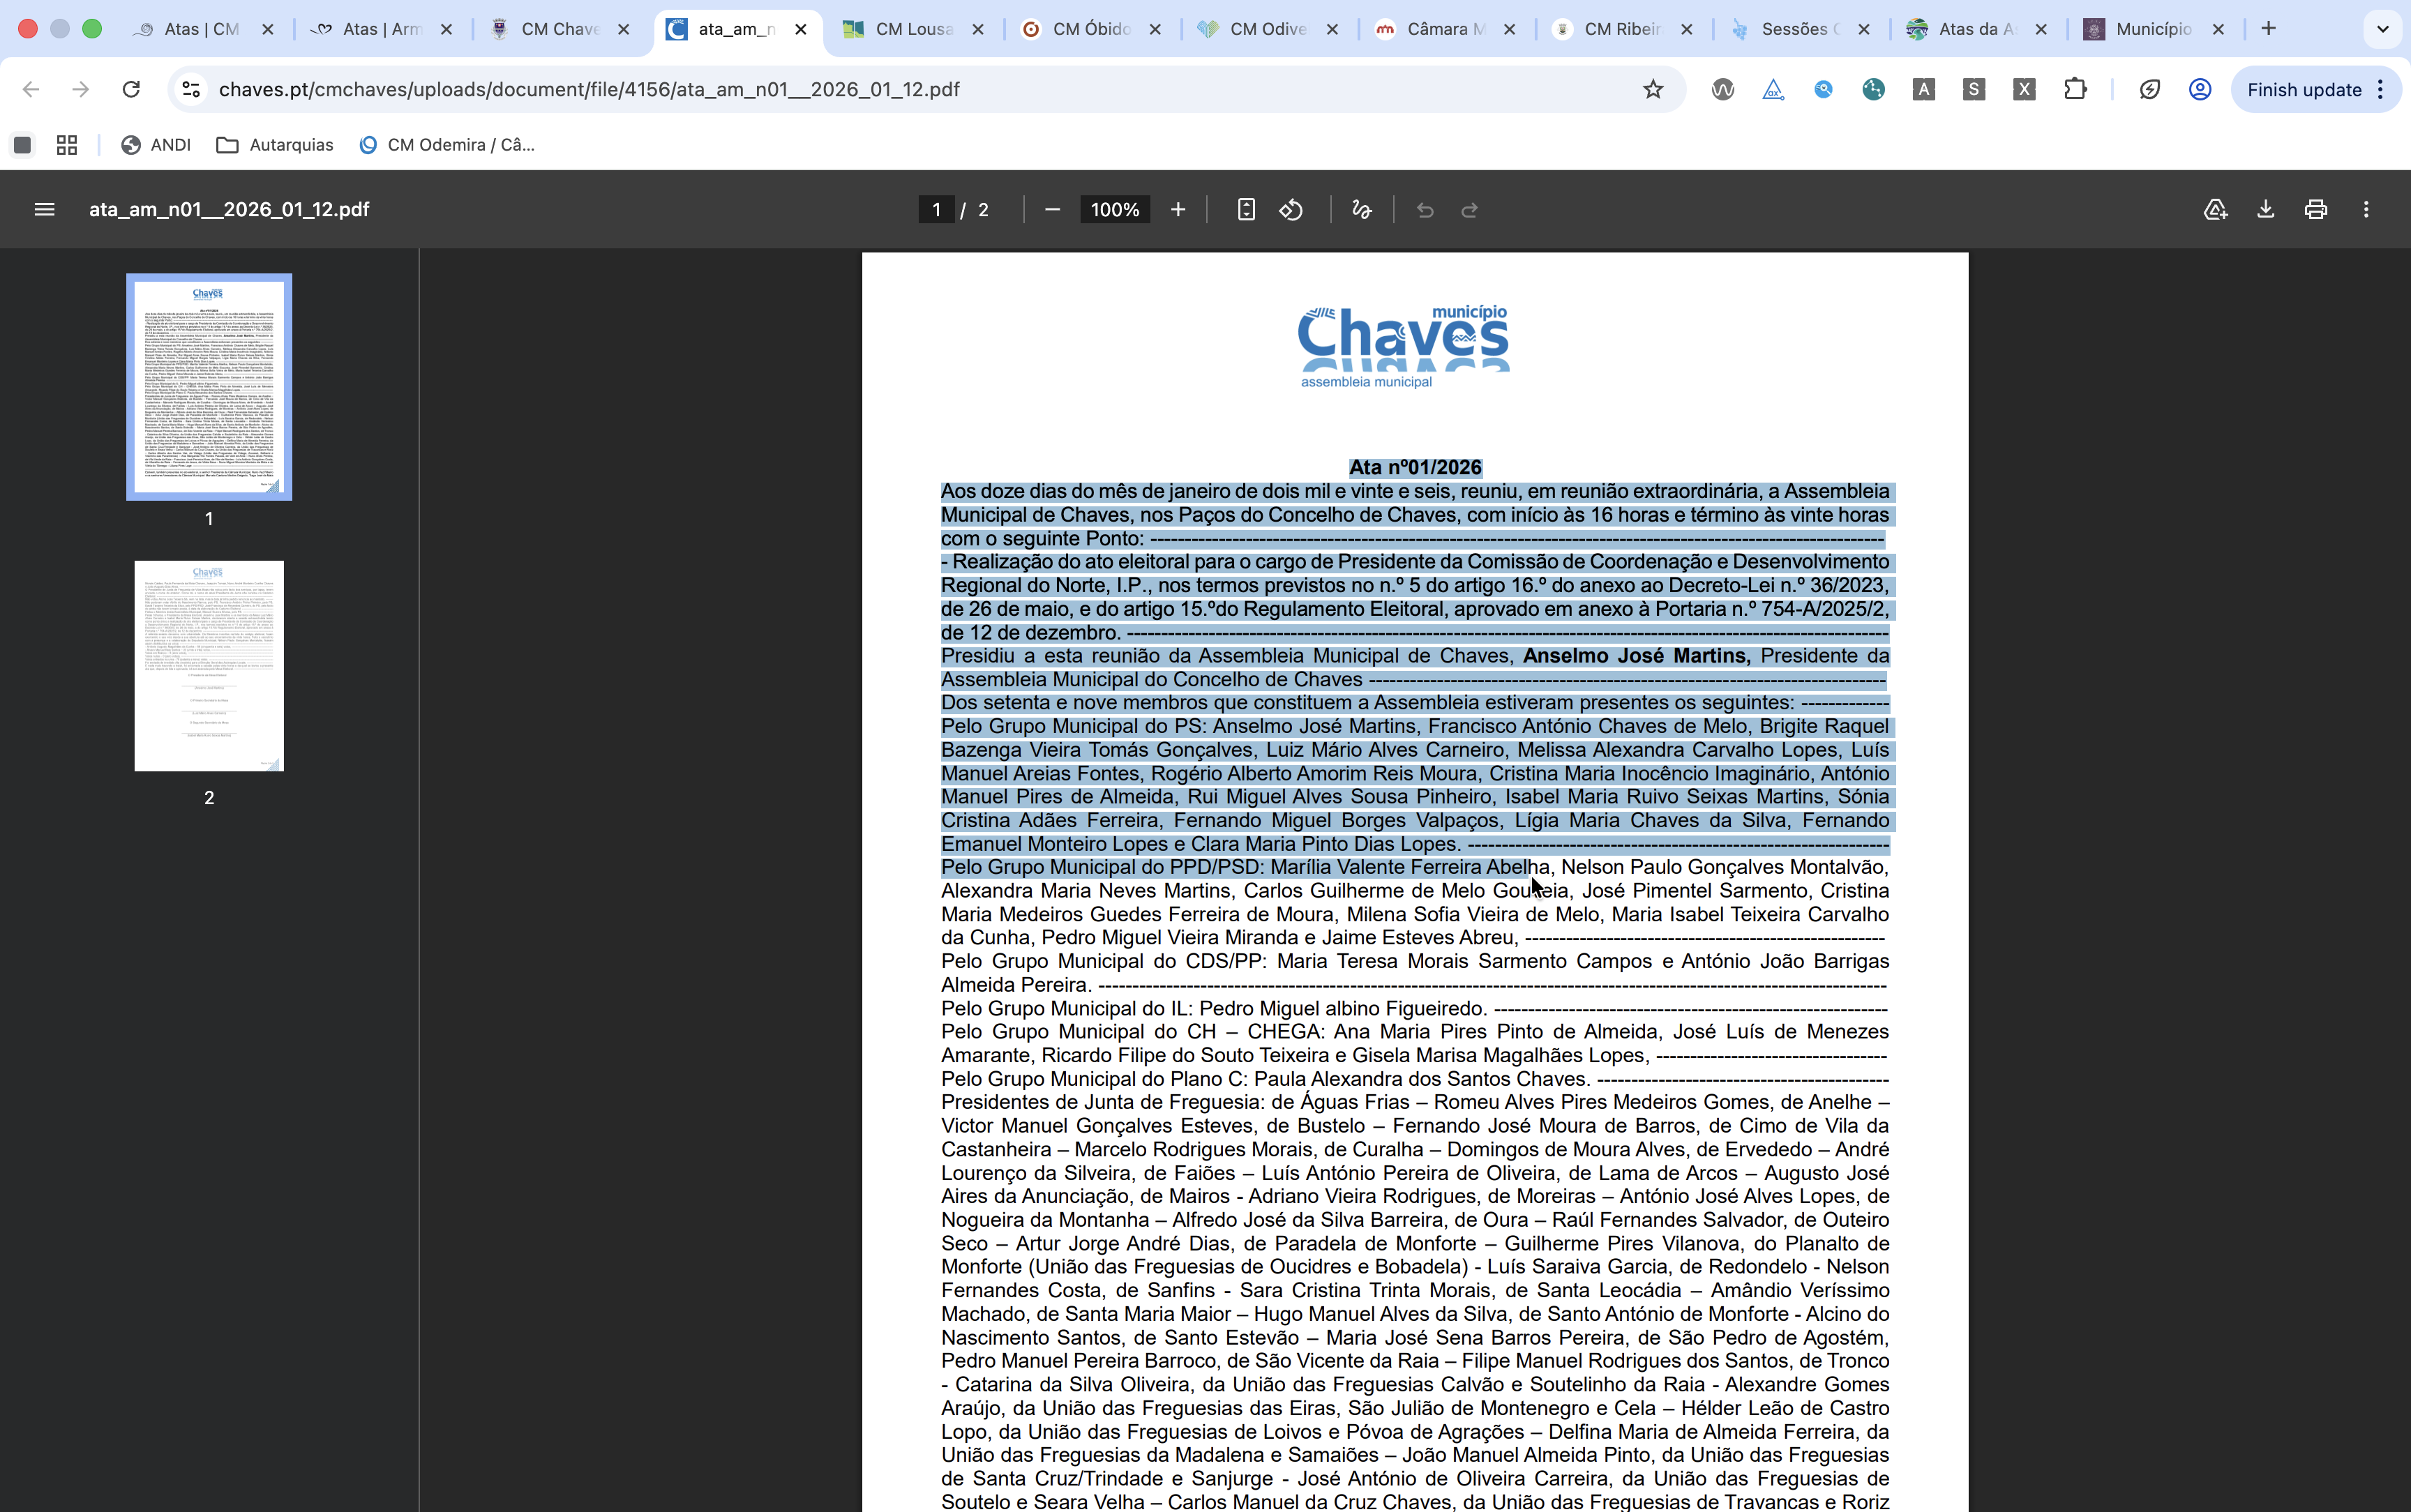 Atas | CM
Atas | Arm
CM Chave
ata_am_n
CM Lousa
CM Óbido
CM Odive
Câmara M
CM Ribeir
Sessões
Atas da A
Município
chaves.pt/cmchaves/uploads/document/file/4156/ata_am_n01__2026_01_12.pdf
Finish update
ANDI
Autarquias
CM Odemira / Câ...
ata_am_n01__2026_01_12.pdf
1 / 2
100%
1
2
município
Chaves
assembleia municipal
Ata nº01/2026
Aos doze dias do mês de janeiro de dois mil e vinte e seis, reuniu, em reunião extraordinária, a Assembleia
Municipal de Chaves, nos Paços do Concelho de Chaves, com início às 16 horas e término às vinte horas
com o seguinte Ponto: ----------------------------------------------------------------------------------------------------
- Realização do ato eleitoral para o cargo de Presidente da Comissão de Coordenação e Desenvolvimento
Regional do Norte, I.P., nos termos previstos no n.º 5 do artigo 16.º do anexo ao Decreto-Lei n.º 36/2023,
de 26 de maio, e do artigo 15.ºdo Regulamento Eleitoral, aprovado em anexo à Portaria n.º 754-A/2025/2,
de 12 de dezembro. --------------------------------------------------------------------------------------------------------
Presidiu a esta reunião da Assembleia Municipal de Chaves, Anselmo José Martins, Presidente da
Assembleia Municipal do Concelho de Chaves -----------------------------------------------------------------------
Dos setenta e nove membros que constituem a Assembleia estiveram presentes os seguintes: -------------
Pelo Grupo Municipal do PS: Anselmo José Martins, Francisco António Chaves de Melo, Brigite Raquel
Bazenga Vieira Tomás Gonçalves, Luiz Mário Alves Carneiro, Melissa Alexandra Carvalho Lopes, Luís
Manuel Areias Fontes, Rogério Alberto Amorim Reis Moura, Cristina Maria Inocêncio Imaginário, António
Manuel Pires de Almeida, Rui Miguel Alves Sousa Pinheiro, Isabel Maria Ruivo Seixas Martins, Sónia
Cristina Adães Ferreira, Fernando Miguel Borges Valpaços, Lígia Maria Chaves da Silva, Fernando
Emanuel Monteiro Lopes e Clara Maria Pinto Dias Lopes. ----------------------------------------------------------
Pelo Grupo Municipal do PPD/PSD: Marília Valente Ferreira Abelha, Nelson Paulo Gonçalves Montalvão,
Alexandra Maria Neves Martins, Carlos Guilherme de Melo Gouveia, José Pimentel Sarmento, Cristina
Maria Medeiros Guedes Ferreira de Moura, Milena Sofia Vieira de Melo, Maria Isabel Teixeira Carvalho
da Cunha, Pedro Miguel Vieira Miranda e Jaime Esteves Abreu, --------------------------------------------------
Pelo Grupo Municipal do CDS/PP: Maria Teresa Morais Sarmento Campos e António João Barrigas
Almeida Pereira. ------------------------------------------------------------------------------------------------------------
Pelo Grupo Municipal do IL: Pedro Miguel albino Figueiredo. ------------------------------------------------------
Pelo Grupo Municipal do CH – CHEGA: Ana Maria Pires Pinto de Almeida, José Luís de Menezes
Amarante, Ricardo Filipe do Souto Teixeira e Gisela Marisa Magalhães Lopes, --------------------------------
Pelo Grupo Municipal do Plano C: Paula Alexandra dos Santos Chaves. ----------------------------------------
Presidentes de Junta de Freguesia: de Águas Frias – Romeu Alves Pires Medeiros Gomes, de Anelhe –
Victor Manuel Gonçalves Esteves, de Bustelo – Fernando José Moura de Barros, de Cimo de Vila da
Castanheira – Marcelo Rodrigues Morais, de Curalha – Domingos de Moura Alves, de Ervededo – André
Lourenço da Silveira, de Faiões – Luís António Pereira de Oliveira, de Lama de Arcos – Augusto José
Aires da Anunciação, de Mairos - Adriano Vieira Rodrigues, de Moreiras – António José Alves Lopes, de
Nogueira da Montanha – Alfredo José da Silva Barreira, de Oura – Raúl Fernandes Salvador, de Outeiro
Seco – Artur Jorge André Dias, de Paradela de Monforte – Guilherme Pires Vilanova, do Planalto de
Monforte (União das Freguesias de Oucidres e Bobadela) - Luís Saraiva Garcia, de Redondelo - Nelson
Fernandes Costa, de Sanfins - Sara Cristina Trinta Morais, de Santa Leocádia – Amândio Veríssimo
Machado, de Santa Maria Maior – Hugo Manuel Alves da Silva, de Santo António de Monforte - Alcino do
Nascimento Santos, de Santo Estevão – Maria José Sena Barros Pereira, de São Pedro de Agostém,
Pedro Manuel Pereira Barroco, de São Vicente da Raia – Filipe Manuel Rodrigues dos Santos, de Tronco
- Catarina da Silva Oliveira, da União das Freguesias Calvão e Soutelinho da Raia - Alexandre Gomes
Araújo, da União das Freguesias das Eiras, São Julião de Montenegro e Cela – Hélder Leão de Castro
Lopo, da União das Freguesias de Loivos e Póvoa de Agrações – Delfina Maria de Almeida Ferreira, da
União das Freguesias da Madalena e Samaiões – João Manuel Almeida Pinto, da União das Freguesias
de Santa Cruz/Trindade e Sanjurge - José António de Oliveira Carreira, da União das Freguesias de
Soutelo e Seara Velha – Carlos Manuel da Cruz Chaves, da União das Freguesias de Travancas e Roriz